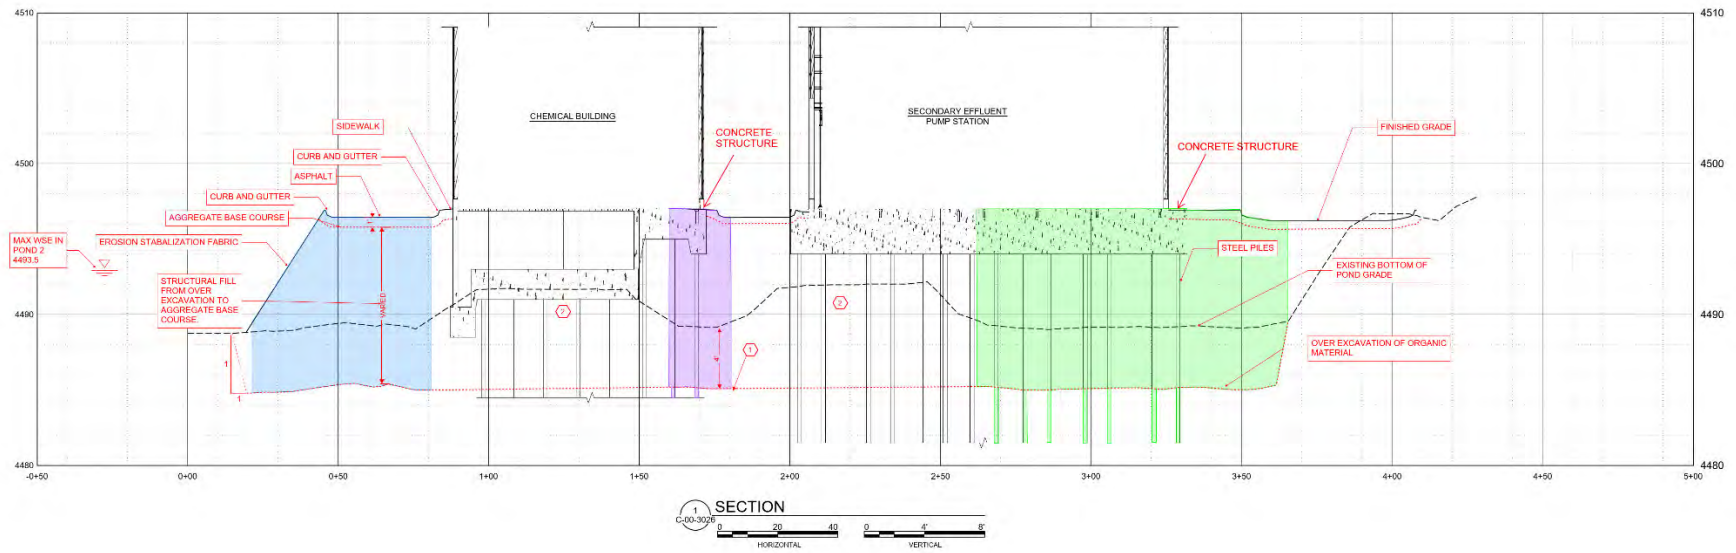 4510
4510
CHEMICAL BUILDING
SECONDARY EFFLUENT
PUMP STATION
SIDEWALK
CONCRETE
STRUCTURE
FINISHED GRADE
CURB AND GUTTER
CONCRETE STRUCTURE
4500
4500
ASPHALT
CURB AND GUTTER
AGGREGATE BASE COURSE
1'
MAX WSE IN
POND 2
4493.5
EROSION STABALIZATION FABRIC
STEEL PILES
STRUCTURAL FILL
FROM OVER
EXCAVATION TO
AGGREGATE BASE
COURSE.
VARIES
EXISTING BOTTOM OF
POND GRADE
2
2
4490
4490
4'
1
OVER EXCAVATION OF ORGANIC
MATERIAL
1
1
4480
4480
-0+50
0+00
0+50
1+00
1+50
2+00
2+50
3+00
3+50
4+00
4+50
5+00
1
C-00-3026
SECTION
0 20 40
HORIZONTAL
0 4' 8'
VERTICAL